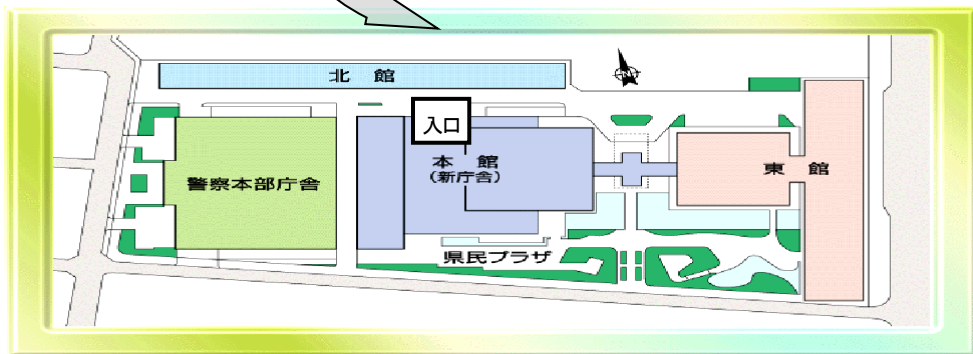 北 館
入口
本 館
(新庁舎)
警察本部庁舎
東 館
県民プラザ